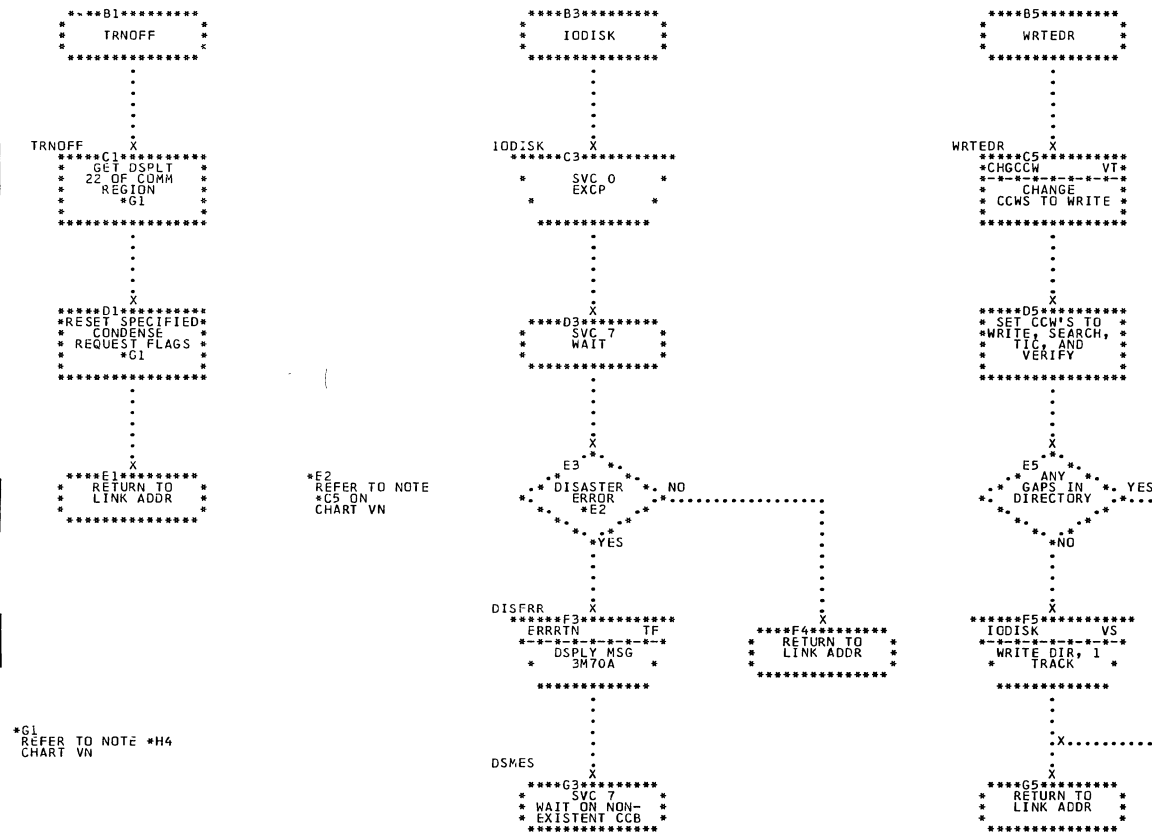 B1
TRNOFF
TRNOFF
C1
GET DSPLT
22 OF COMM
REGION
*G1
D1
RESET SPECIFIED
CONDENSE
REQUEST FLAGS
*G1
E1
RETURN TO
LINK ADDR
*G1
REFER TO NOTE *H4
CHART VN
*E2
REFER TO NOTE
*C5 ON
CHART VN
B3
IODISK
IODISK
C3
SVC 0
EXCP
D3
SVC 7
WAIT
E3
DISASTER
ERROR
*E2
NO
*YES
DISFRR
F3
ERRRTN TF
DSPLY MSG
3M70A
F4
RETURN TO
LINK ADDR
DSMES
G3
SVC 7
WAIT ON NON-
EXISTENT CCB
B5
WRTEDR
WRTEDR
C5
CHGCCW VT
CHANGE
CCWS TO WRITE
D5
SET CCW'S TO
WRITE, SEARCH,
TIC, AND
VERIFY
E5
ANY
GAPS IN
DIRECTORY
YES
*NO
F5
IODISK VS
WRITE DIR, 1
TRACK
G5
RETURN TO
LINK ADDR